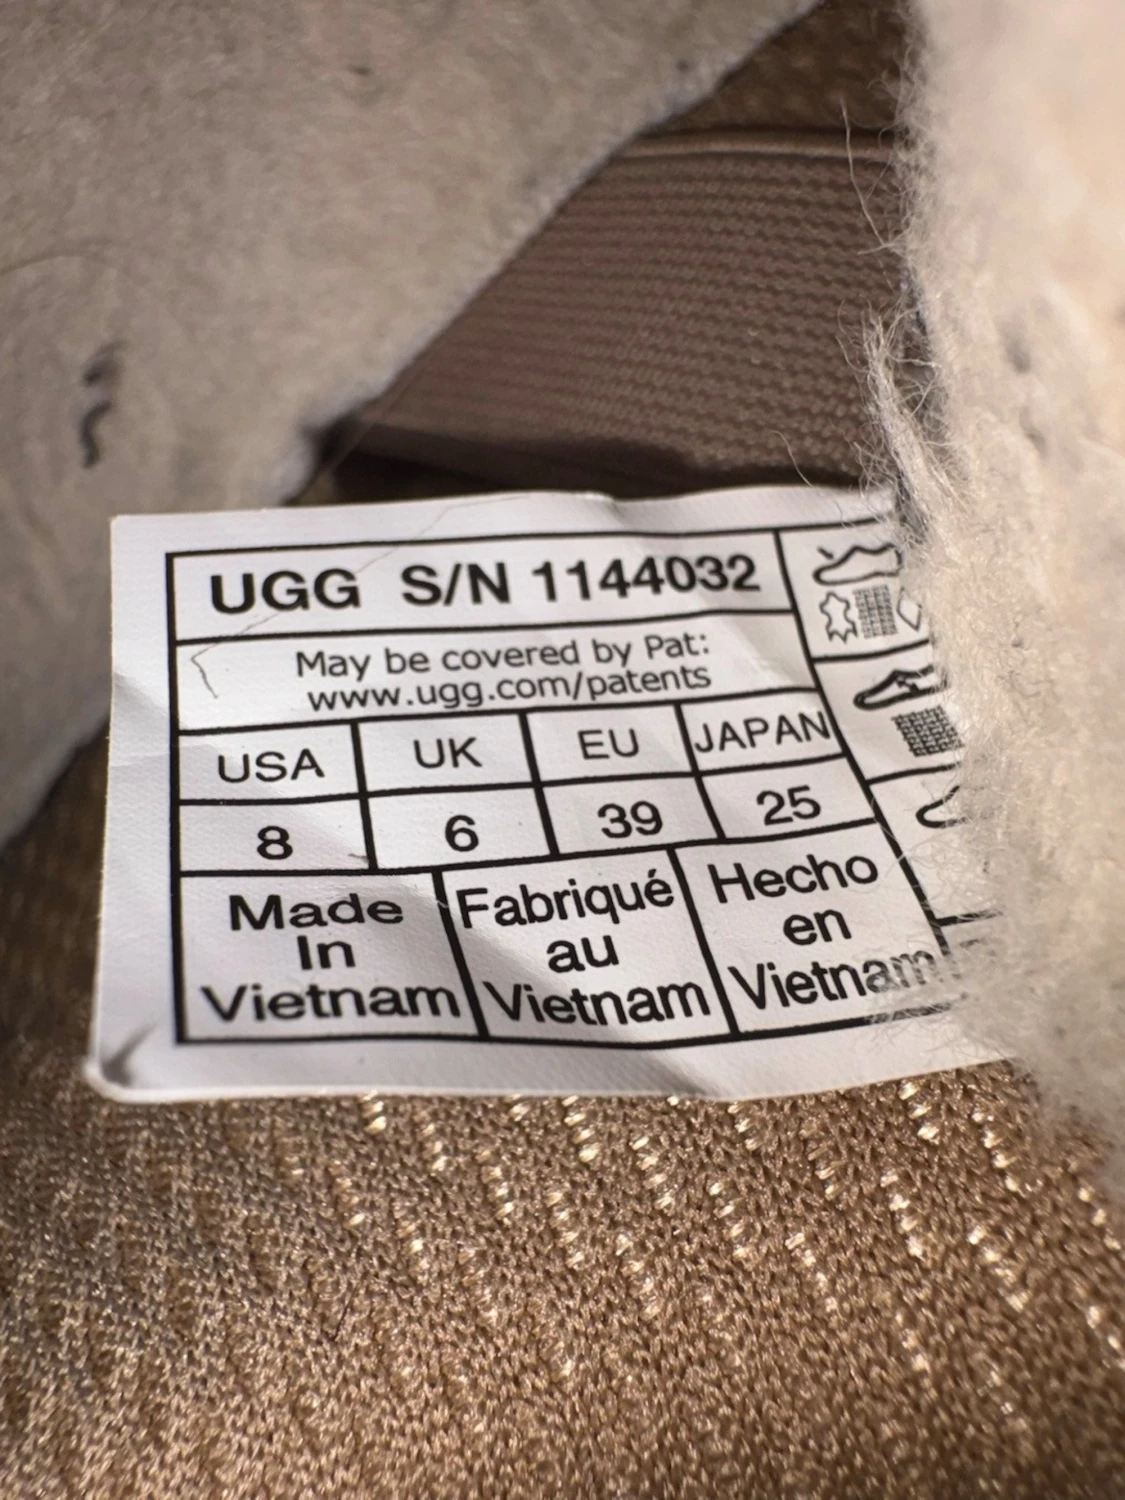 UGG S/N 1144032
May be covered by Pat:
www.ugg.com/patents
USA UK EU JAPAN
8 6 39 25
Made
In
Vietnam
Fabriqué
au
Vietnam
Hecho
en
Vietnam